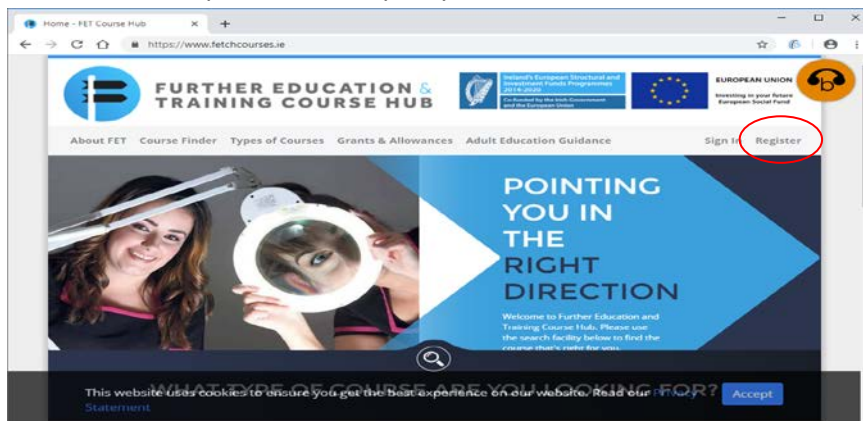 Home - FET Course Hub
https://www.fetchcourses.ie
FURTHER EDUCATION &
TRAINING COURSE HUB
Ireland's European Structural and
Investment Funds Programmes
2014-2020
Co-funded by the Irish Government
and the European Union
EUROPEAN UNION
Investing in your future
European Social Fund
b
About FET Course Finder Types of Courses Grants & Allowances Adult Education Guidance Sign In Register
POINTING
YOU IN
THE
RIGHT
DIRECTION
Welcome to Further Education and
Training Course Hub. Please use
the search facility below to find the
course that's right for you.
WHAT TYPE OF COURSE ARE YOU LOOKING FOR?
This website uses cookies to ensure you get the best experience on our website. Read our Privacy
Statement
Accept